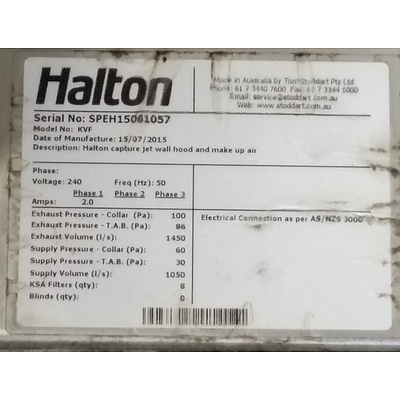 Halton
Made in Australia by Tom Stoddart Pty Ltd.
Phone: 61 7 3440 7600 Fax: 61 7 3344 1000
Email: service@stoddart.com.au
Web: www.stoddart.com.au
Serial No: SPEH15061057
Model No: KVF
Date of Manufacture: 15/07/2015
Description: Halton capture jet wall hood and make up air
Phase:
Voltage: 240 Freq (Hz): 50
Phase 1 Phase 2 Phase 3
Amps: 2.0
Exhaust Pressure - Collar (Pa): 100
Exhaust Pressure - T.A.B. (Pa): 86
Exhaust Volume (l/s): 1450
Supply Pressure - Collar (Pa): 60
Supply Pressure - T.A.B. (Pa): 30
Supply Volume (l/s): 1050
KSA Filters (qty): 8
Blinds (qty): 0
Electrical Connection as per AS/NZS 3000